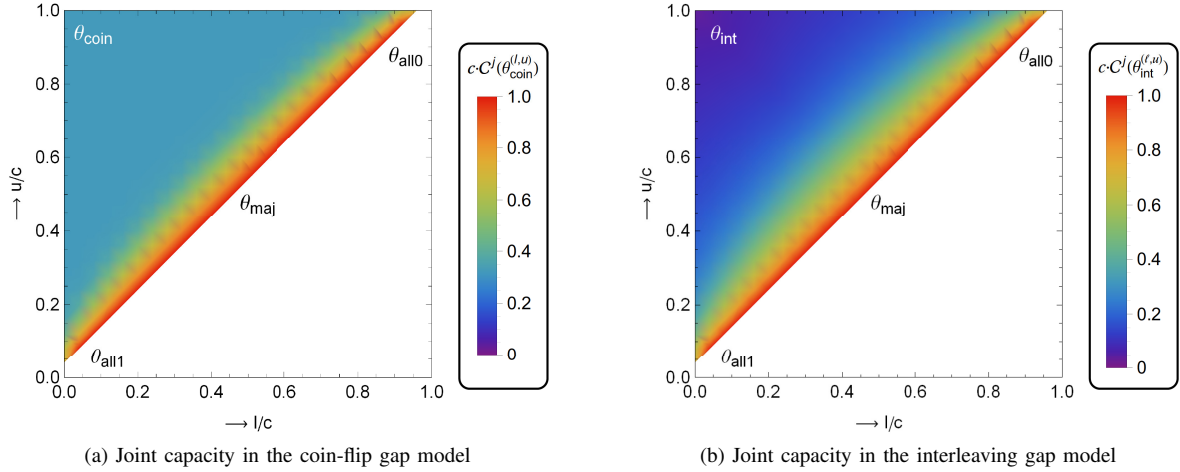 1.0
0.8
0.6
0.4
0.2
0.0
⟶ u/c
θcoin
θall0
θmaj
θall1
0.0 0.2 0.4 0.6 0.8 1.0
⟶ l/c
c·C^j(θ_coin^(l,u))
1.0
0.8
0.6
0.4
0.2
0
(a) Joint capacity in the coin-flip gap model
1.0
0.8
0.6
0.4
0.2
0.0
⟶ u/c
θint
θall0
θmaj
θall1
0.0 0.2 0.4 0.6 0.8 1.0
⟶ l/c
c·C^j(θ_int^(ℓ,u))
1.0
0.8
0.6
0.4
0.2
0
(b) Joint capacity in the interleaving gap model